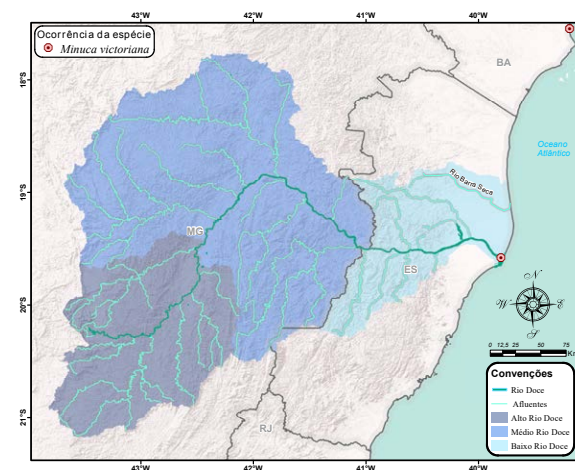 43°W 42°W 41°W 40°W
Ocorrência da espécie
Minuca victoriana
BA
18°S
Oceano
Atlântico
Rio Barra Seca
19°S
MG
ES
20°S
N
W E
S
0 12,5 25 50 75
Km
Convenções
Rio Doce
Afluentes
Alto Rio Doce
Médio Rio Doce
Baixo Rio Doce
21°S
RJ
43°W 42°W 41°W 40°W